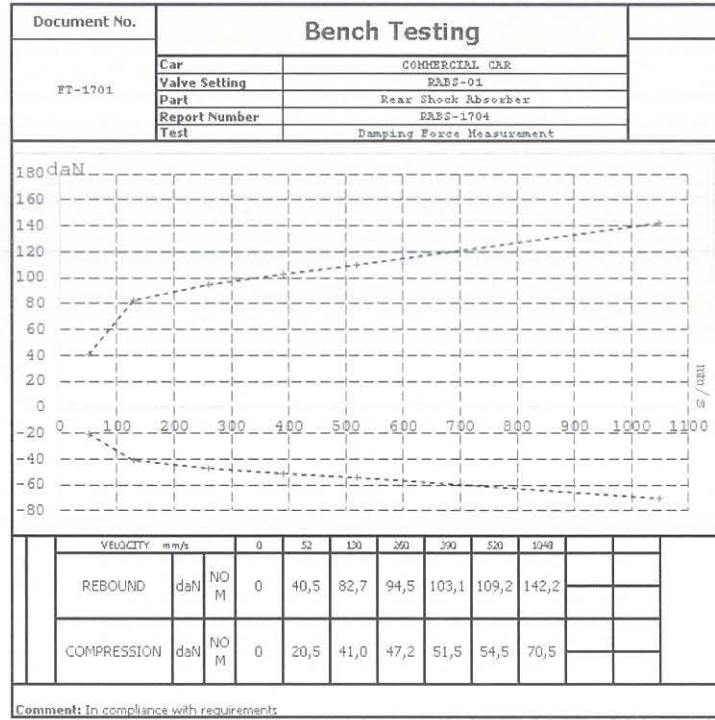 Document No.
Bench Testing
FT-1701
Car COMMERCIAL CAR
Valve Setting RABS-01
Part Rear Shock Absorber
Report Number RABS-1704
Test Damping Force Measurement
180 daN
160
140
120
100
80
60
40
20
0
mm/s
0 100 200 300 400 500 600 700 800 900 1000 1100
-20
-40
-60
-80
VELOCITY mm/s 0 52 130 260 390 520 1048
REBOUND daN NO M 0 40,5 82,7 94,5 103,1 109,2 142,2
COMPRESSION daN NO M 0 20,5 41,0 47,2 51,5 54,5 70,5
Comment: In compliance with requirements